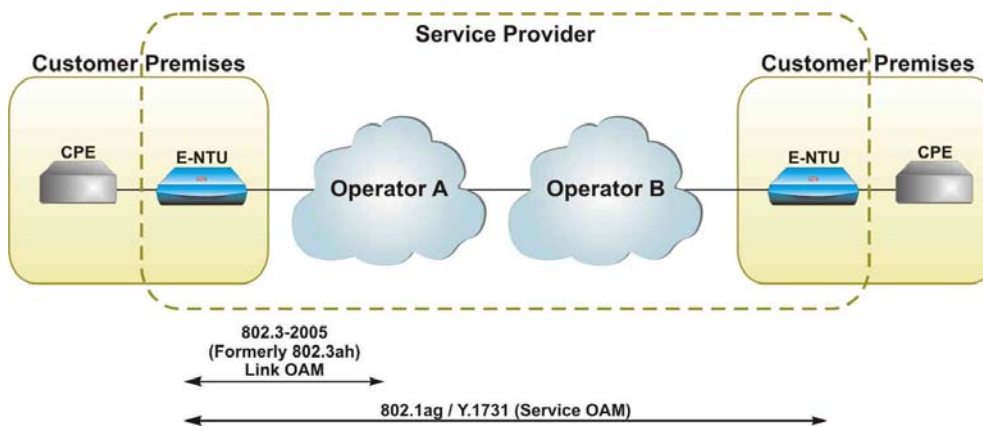 Service Provider
Customer Premises
Customer Premises
CPE
E-NTU
Operator A
Operator B
E-NTU
CPE
802.3-2005
(Formerly 802.3ah)
Link OAM
802.1ag / Y.1731 (Service OAM)